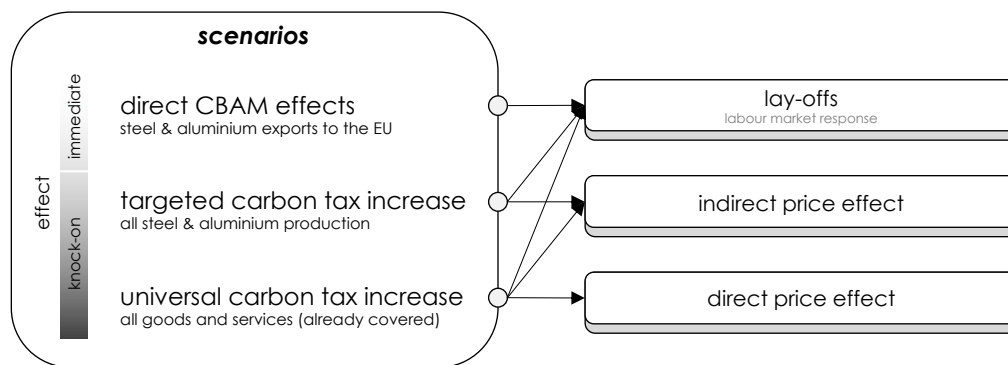 scenarios
effect
immediate
knock-on
direct CBAM effects
steel & aluminium exports to the EU
targeted carbon tax increase
all steel & aluminium production
universal carbon tax increase
all goods and services (already covered)
lay-offs
labour market response
indirect price effect
direct price effect